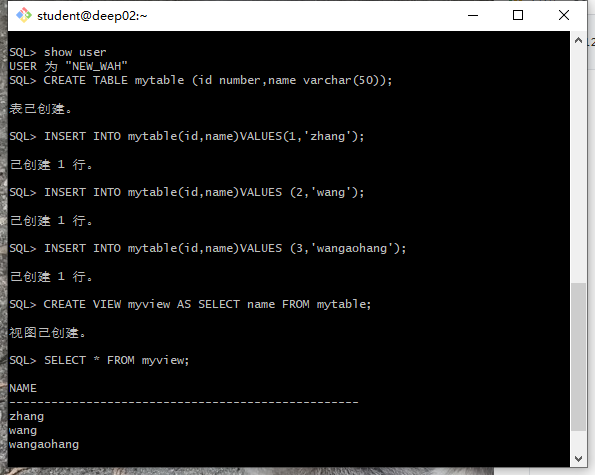 student@deep02:~
SQL> show user
USER 为 "NEW_WAH"
SQL> CREATE TABLE mytable (id number,name varchar(50));
表已创建。
SQL> INSERT INTO mytable(id,name)VALUES(1,'zhang');
已创建 1 行。
SQL> INSERT INTO mytable(id,name)VALUES (2,'wang');
已创建 1 行。
SQL> INSERT INTO mytable(id,name)VALUES (3,'wangaohang');
已创建 1 行。
SQL> CREATE VIEW myview AS SELECT name FROM mytable;
视图已创建。
SQL> SELECT * FROM myview;
NAME
--------------------------------------------------
zhang
wang
wangaohang